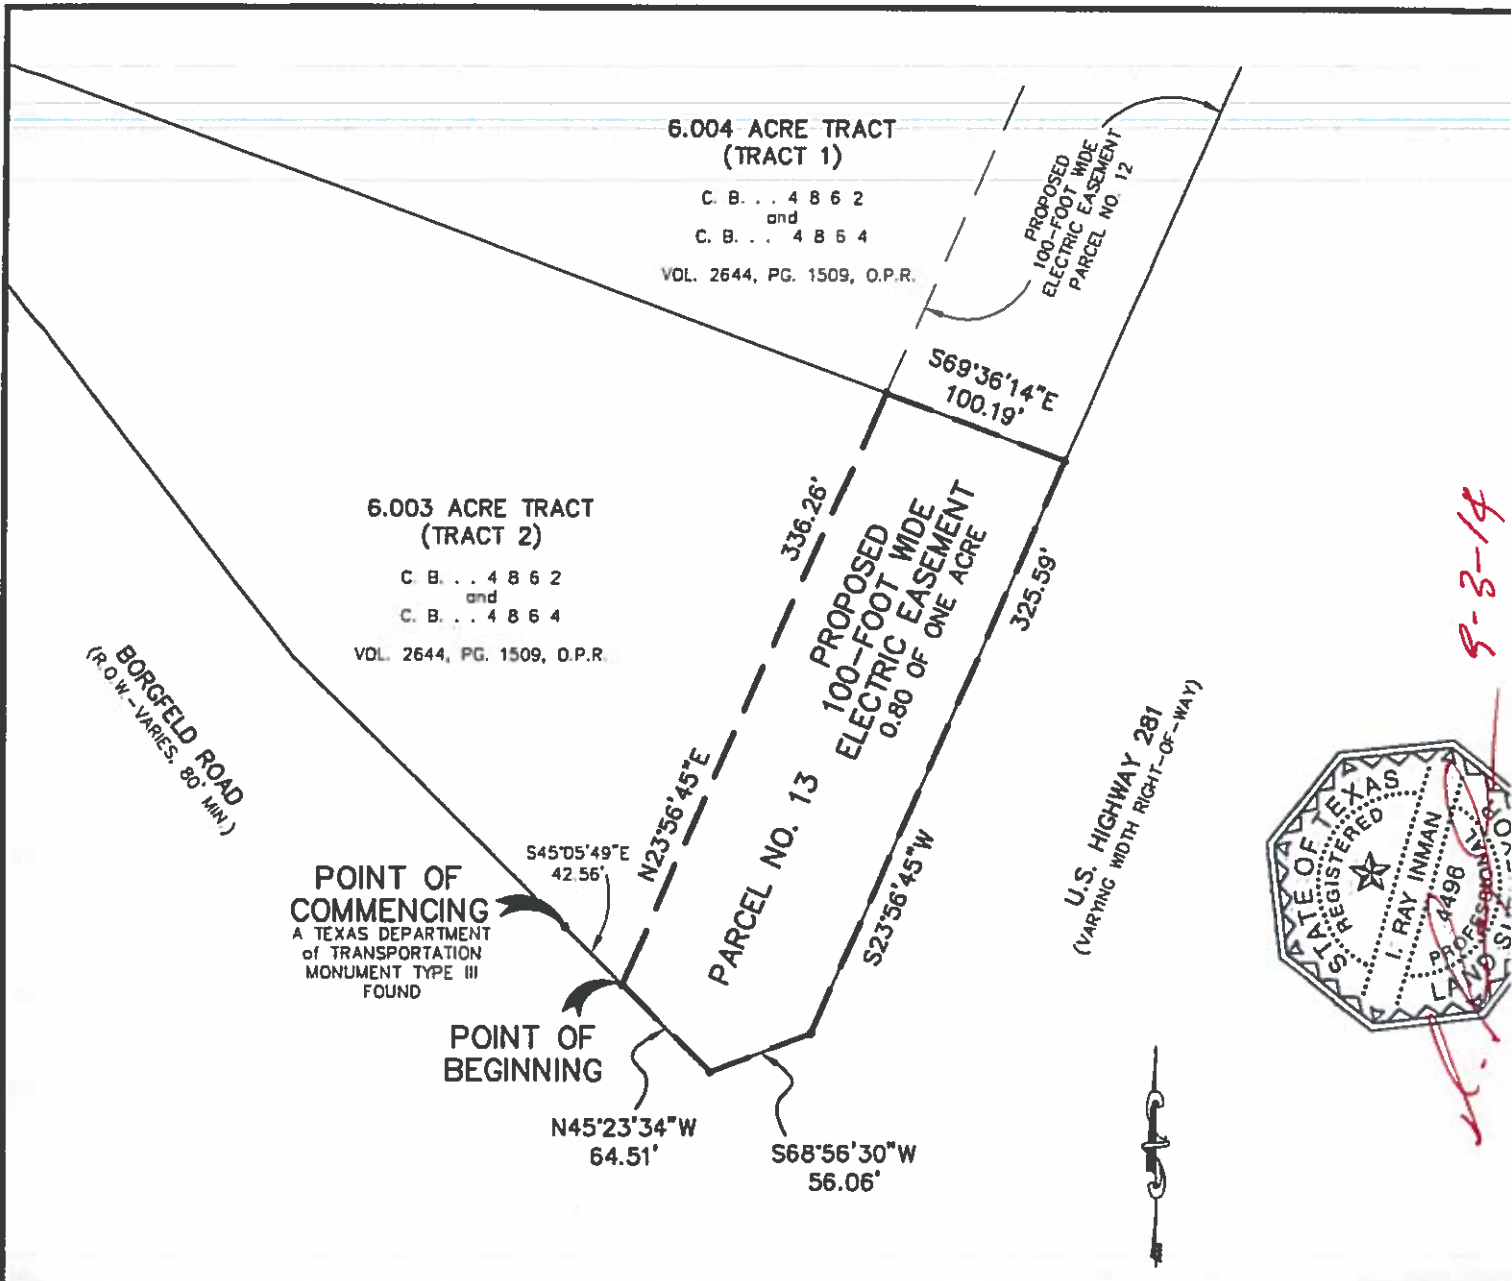 6.004 ACRE TRACT
(TRACT 1)
C. B. . . 4 8 6 2
and
C. B. . . 4 8 6 4
VOL. 2644, PG. 1509, O.P.R.
PROPOSED
100-FOOT WIDE
ELECTRIC EASEMENT
PARCEL NO. 12
S69°36'14"E
100.19'
6.003 ACRE TRACT
(TRACT 2)
C. B. . . 4 8 6 2
and
C. B. . . 4 8 6 4
VOL. 2644, PG. 1509, O.P.R.
336.26'
N23°56'45"E
PROPOSED
100-FOOT WIDE
ELECTRIC EASEMENT
0.80 OF ONE ACRE
PARCEL NO. 13
325.59'
S23°56'45"W
BORGFELD ROAD
(R.O.W.-VARIES, 80' MIN.)
U.S. HIGHWAY 281
(VARYING WIDTH RIGHT-OF-WAY)
S45°05'49"E
42.56'
POINT OF
COMMENCING
A TEXAS DEPARTMENT
of TRANSPORTATION
MONUMENT TYPE III
FOUND
POINT OF
BEGINNING
N45°23'34"W
64.51'
S68°56'30"W
56.06'
STATE OF TEXAS
REGISTERED
I. RAY INMAN
4496
PROFESSIONAL
LAND